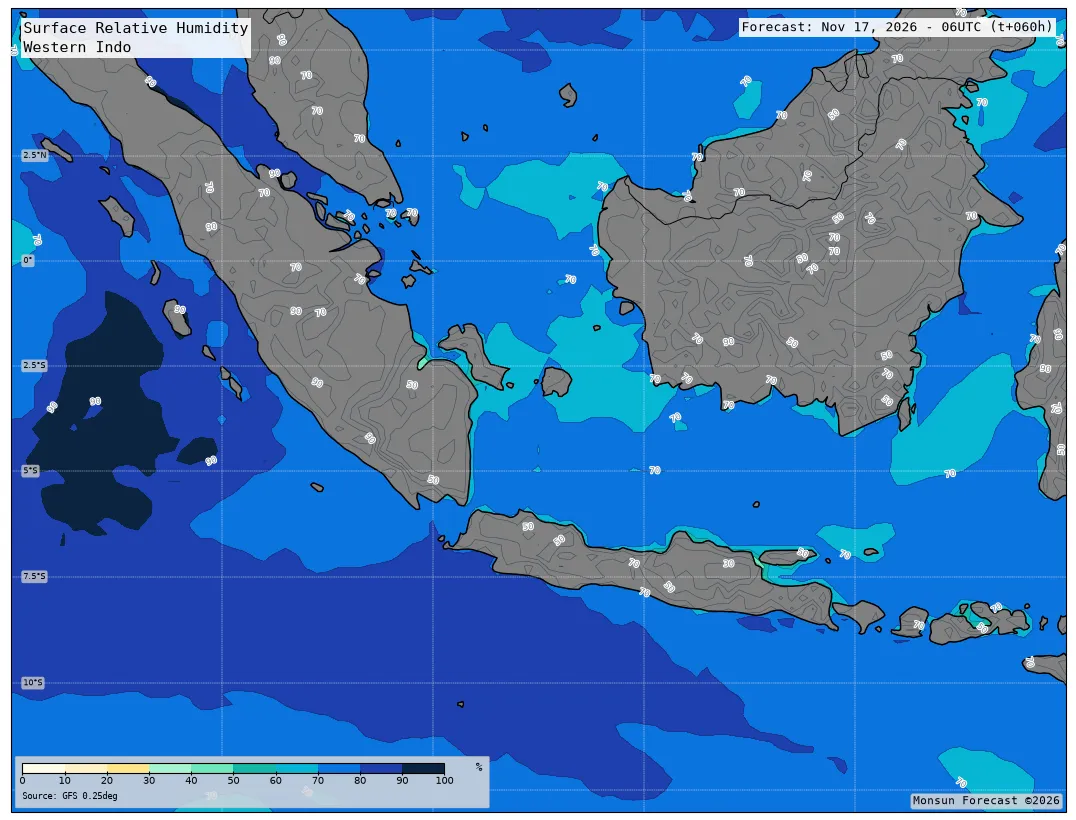 Surface Relative Humidity
Western Indo
Forecast: Nov 17, 2026 - 06UTC (t+060h)
2.5°N
0°
2.5°S
5°S
7.5°S
10°S
0 10 20 30 40 50 60 70 80 90 100 %
Source: GFS 0.25deg
Monsun Forecast ©2026